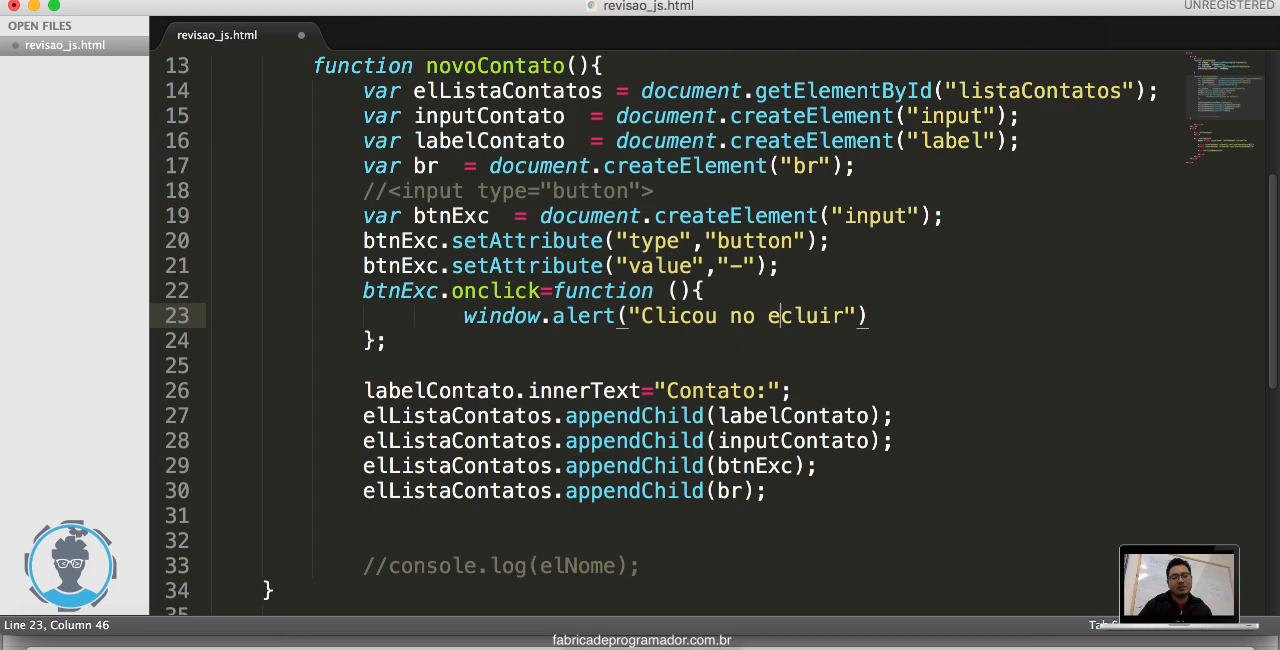 revisao_js.html
UNREGISTERED
OPEN FILES
revisao_js.html
revisao_js.html
13 function novoContato(){
14 var elListaContatos = document.getElementById("listaContatos");
15 var inputContato = document.createElement("input");
16 var labelContato = document.createElement("label");
17 var br = document.createElement("br");
18 //<input type="button">
19 var btnExc = document.createElement("input");
20 btnExc.setAttribute("type","button");
21 btnExc.setAttribute("value","-");
22 btnExc.onclick=function (){
23 window.alert("Clicou no ecluir")
24 };
25
26 labelContato.innerText="Contato:";
27 elListaContatos.appendChild(labelContato);
28 elListaContatos.appendChild(inputContato);
29 elListaContatos.appendChild(btnExc);
30 elListaContatos.appendChild(br);
31
32
33 //console.log(elNome);
34 }
35
Line 23, Column 46
fabricadeprogramador.com.br